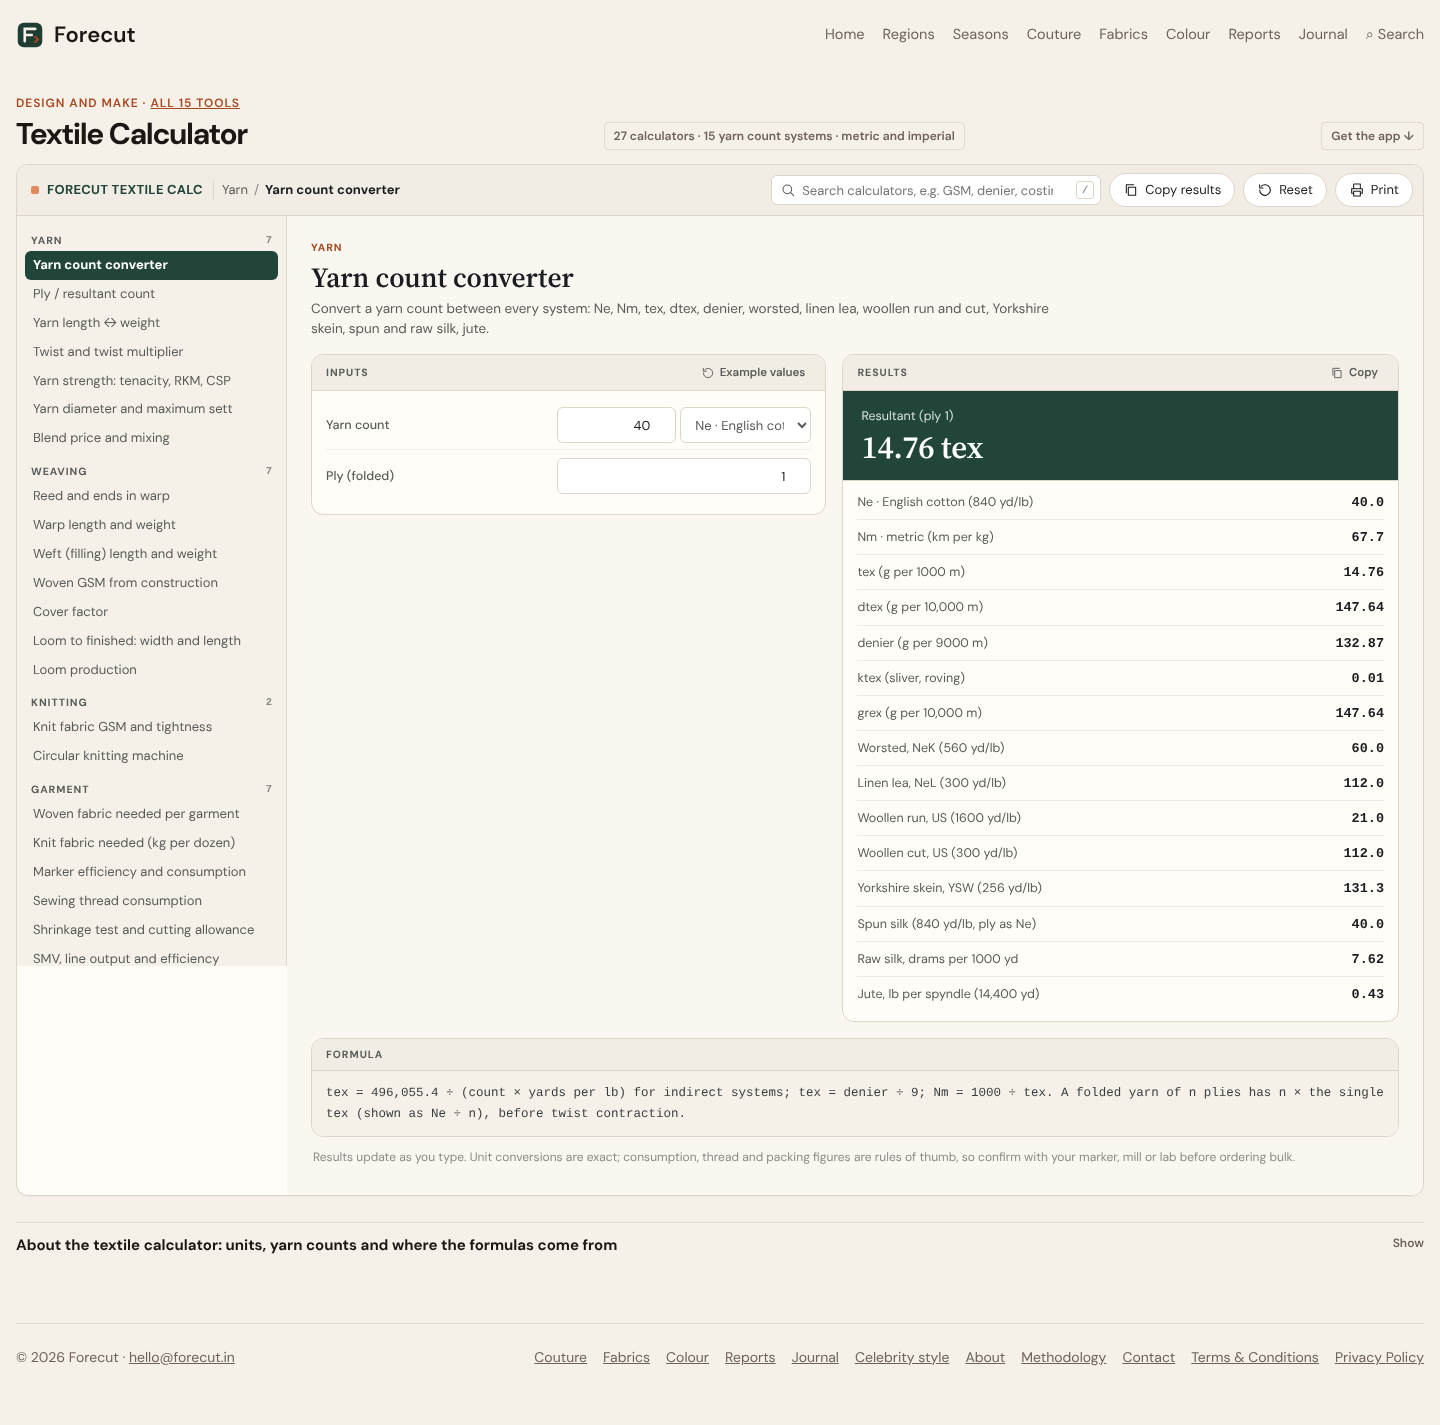 Forecut
Home Regions Seasons Couture Fabrics Colour Reports Journal ⌕ Search
DESIGN AND MAKE · ALL 15 TOOLS
Textile Calculator
27 calculators · 15 yarn count systems · metric and imperial
Get the app ↓
FORECUT TEXTILE CALC
Yarn / Yarn count converter
Search calculators, e.g. GSM, denier, costin
/
Copy results
Reset
Print
YARN 7
Yarn count converter
Ply / resultant count
Yarn length ↔ weight
Twist and twist multiplier
Yarn strength: tenacity, RKM, CSP
Yarn diameter and maximum sett
Blend price and mixing
WEAVING 7
Reed and ends in warp
Warp length and weight
Weft (filling) length and weight
Woven GSM from construction
Cover factor
Loom to finished: width and length
Loom production
KNITTING 2
Knit fabric GSM and tightness
Circular knitting machine
GARMENT 7
Woven fabric needed per garment
Knit fabric needed (kg per dozen)
Marker efficiency and consumption
Sewing thread consumption
Shrinkage test and cutting allowance
SMV, line output and efficiency
YARN
Yarn count converter
Convert a yarn count between every system: Ne, Nm, tex, dtex, denier, worsted, linen lea, woollen run and cut, Yorkshire
skein, spun and raw silk, jute.
INPUTS
Example values
Yarn count 40 Ne · English cot
Ply (folded) 1
RESULTS
Copy
Resultant (ply 1)
14.76 tex
Ne · English cotton (840 yd/lb) 40.0
Nm · metric (km per kg) 67.7
tex (g per 1000 m) 14.76
dtex (g per 10,000 m) 147.64
denier (g per 9000 m) 132.87
ktex (sliver, roving) 0.01
grex (g per 10,000 m) 147.64
Worsted, NeK (560 yd/lb) 60.0
Linen lea, NeL (300 yd/lb) 112.0
Woollen run, US (1600 yd/lb) 21.0
Woollen cut, US (300 yd/lb) 112.0
Yorkshire skein, YSW (256 yd/lb) 131.3
Spun silk (840 yd/lb, ply as Ne) 40.0
Raw silk, drams per 1000 yd 7.62
Jute, lb per spyndle (14,400 yd) 0.43
FORMULA
tex = 496,055.4 ÷ (count × yards per lb) for indirect systems; tex = denier ÷ 9; Nm = 1000 ÷ tex. A folded yarn of n plies has n × the single
tex (shown as Ne ÷ n), before twist contraction.
Results update as you type. Unit conversions are exact; consumption, thread and packing figures are rules of thumb, so confirm with your marker, mill or lab before ordering bulk.
About the textile calculator: units, yarn counts and where the formulas come from
Show
© 2026 Forecut · hello@forecut.in
Couture Fabrics Colour Reports Journal Celebrity style About Methodology Contact Terms & Conditions Privacy Policy